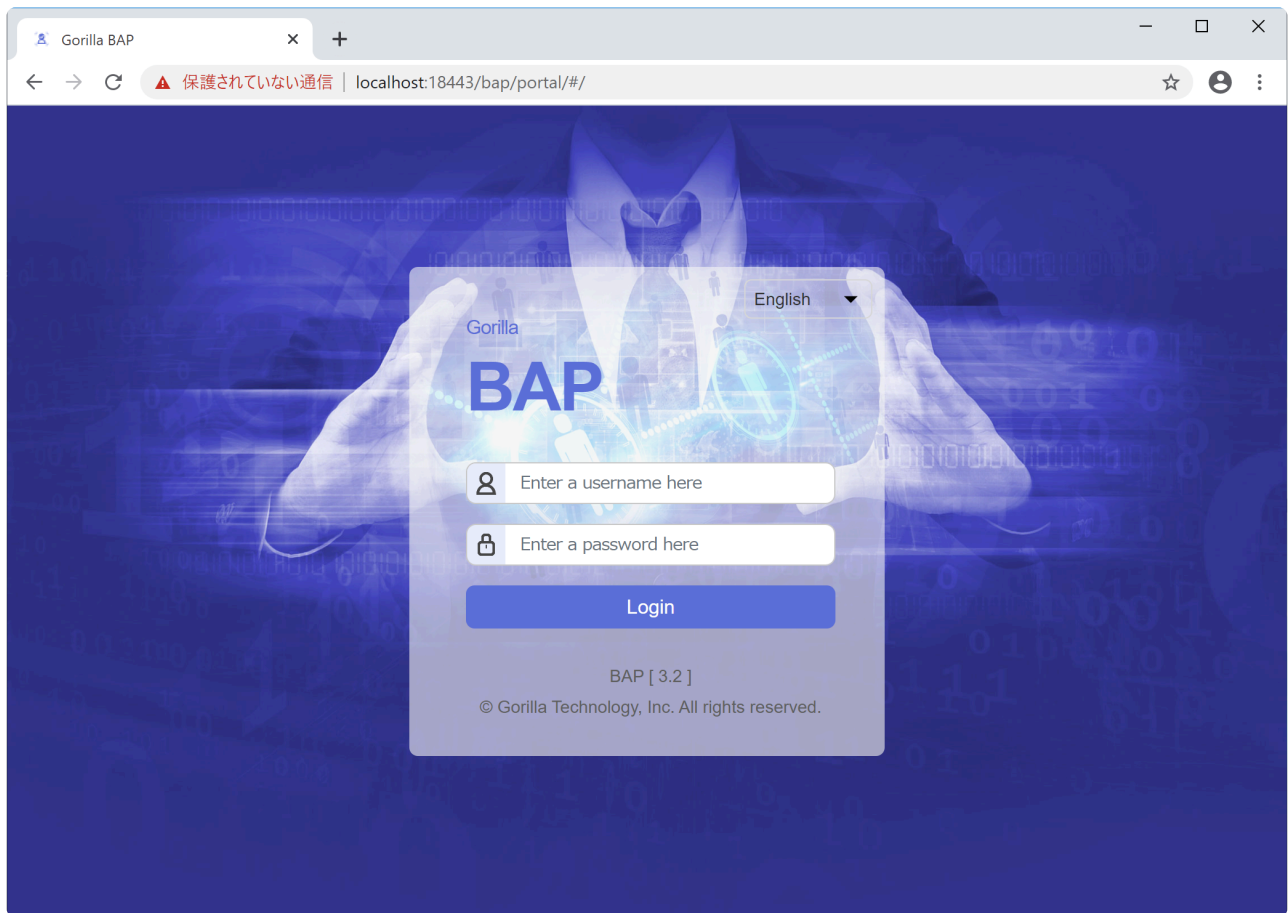 Gorilla BAP
保護されていない通信 localhost:18443/bap/portal/#/
English
Gorilla
BAP
Enter a username here
Enter a password here
Login
BAP [ 3.2 ]
© Gorilla Technology, Inc. All rights reserved.